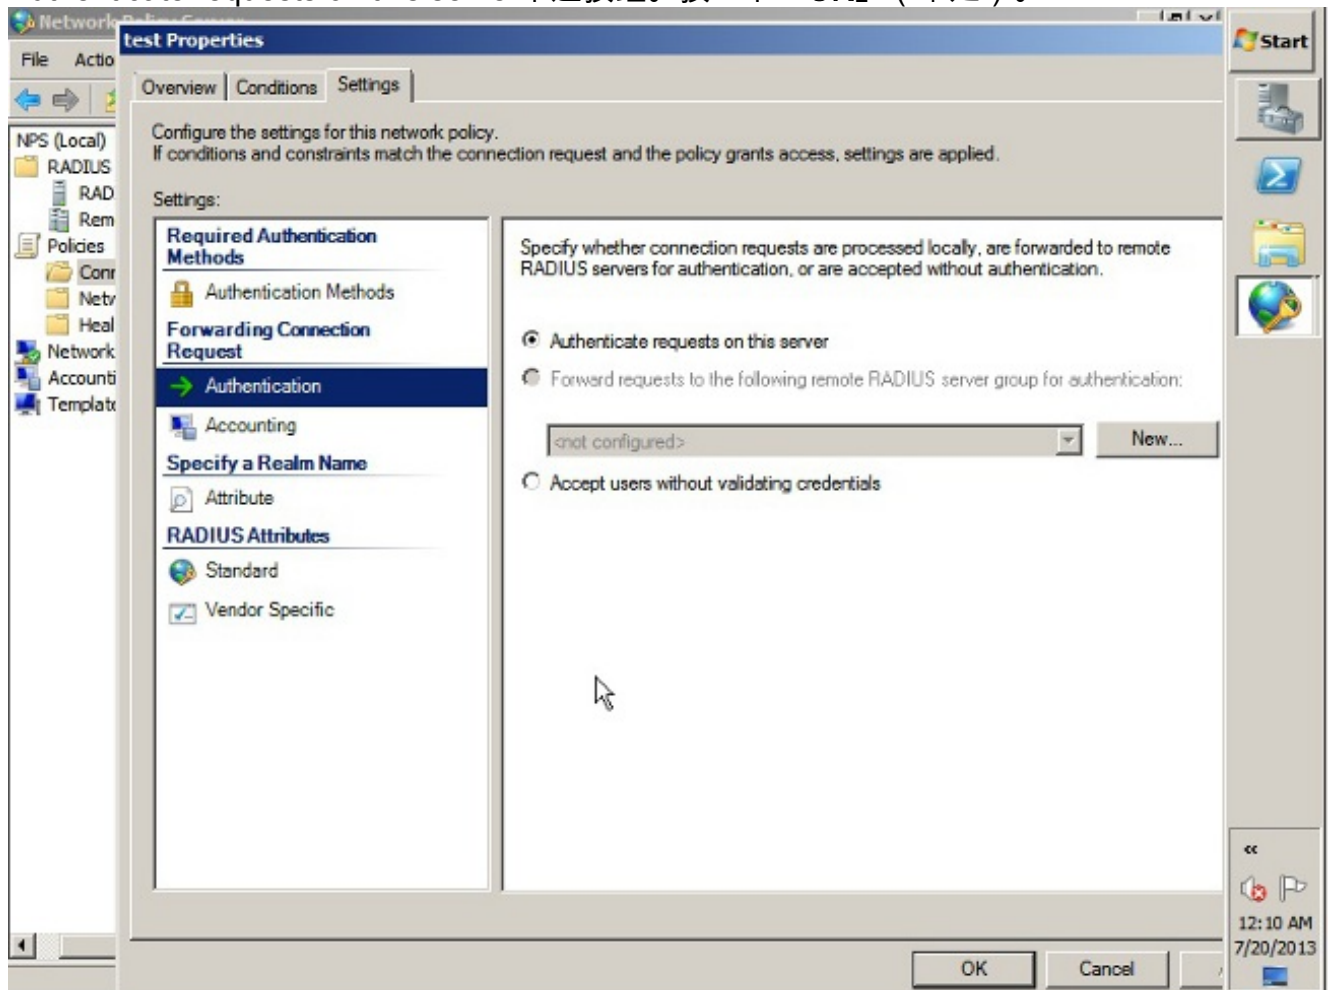 Network Policy Server
test Properties
File Actio
Overview Conditions Settings
Configure the settings for this network policy.
If conditions and constraints match the connection request and the policy grants access, settings are applied.
Settings:
NPS (Local)
RADIUS
RAD
Rem
Policies
Conr
Netw
Heal
Network
Accounti
Template
Required Authentication
Methods
Authentication Methods
Forwarding Connection
Request
Authentication
Accounting
Specify a Realm Name
Attribute
RADIUS Attributes
Standard
Vendor Specific
Specify whether connection requests are processed locally, are forwarded to remote
RADIUS servers for authentication, or are accepted without authentication.
Authenticate requests on this server
Forward requests to the following remote RADIUS server group for authentication:
<not configured>
New...
Accept users without validating credentials
OK Cancel
Start
«
12:10 AM
7/20/2013